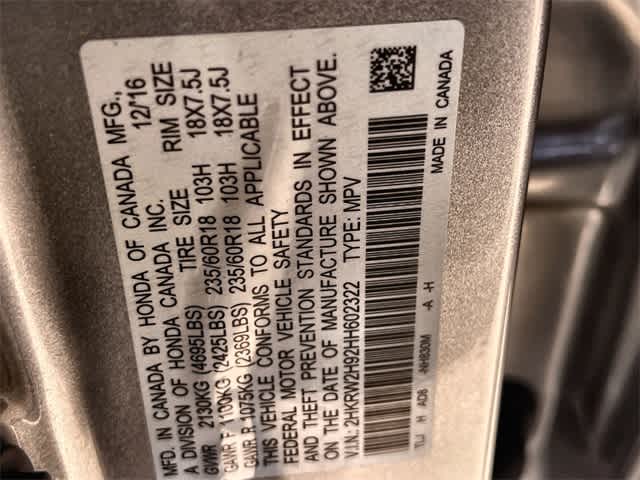 MFD. IN CANADA BY HONDA OF CANADA MFG.,
A DIVISION OF HONDA CANADA INC. 12/16
TIRE SIZE RIM SIZE
GVWR 2130KG (4695LBS)
GAWR F 1100KG (2425LBS) 235/60R18 103H 18X7.5J
GAWR R 1075KG (2369LBS) 235/60R18 103H 18X7.5J
THIS VEHICLE CONFORMS TO ALL APPLICABLE
FEDERAL MOTOR VEHICLE SAFETY
AND THEFT PREVENTION STANDARDS IN EFFECT
ON THE DATE OF MANUFACTURE SHOWN ABOVE.
V.I.N.: 2HKRW2H92HH602322 TYPE: MPV
MADE IN CANADA
TLJ H AD8 -NH830M -A -H